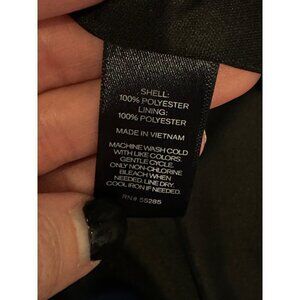 SHELL:
100% POLYESTER
LINING:
100% POLYESTER
MADE IN VIETNAM
MACHINE WASH COLD
WITH LIKE COLORS.
GENTLE CYCLE.
ONLY NON-CHLORINE
BLEACH WHEN
NEEDED. LINE DRY.
COOL IRON IF NEEDED.
RN# 55285